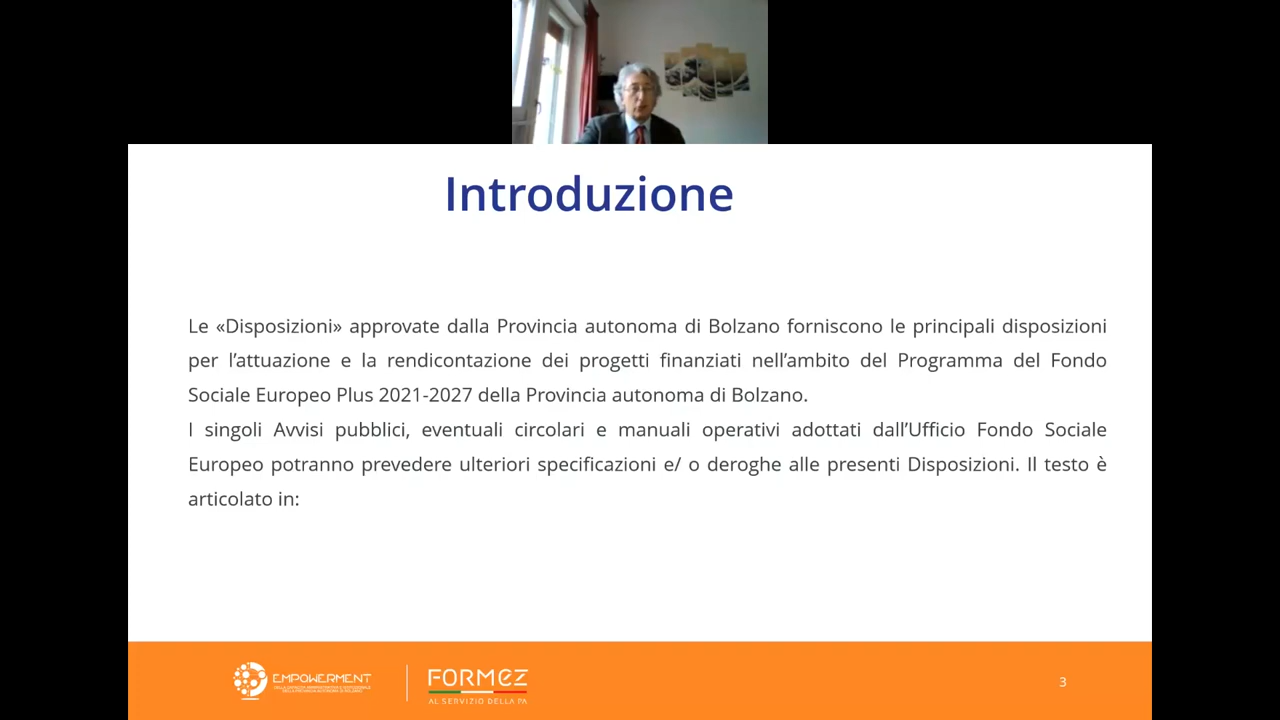 Introduzione
Le «Disposizioni» approvate dalla Provincia autonoma di Bolzano forniscono le principali disposizioni
per l’attuazione e la rendicontazione dei progetti finanziati nell’ambito del Programma del Fondo
Sociale Europeo Plus 2021-2027 della Provincia autonoma di Bolzano.
I singoli Avvisi pubblici, eventuali circolari e manuali operativi adottati dall’Ufficio Fondo Sociale
Europeo potranno prevedere ulteriori specificazioni e/ o deroghe alle presenti Disposizioni. Il testo è
articolato in:
EMPOWERMENT
FORMEZ
AL SERVIZIO DELLA PA
3